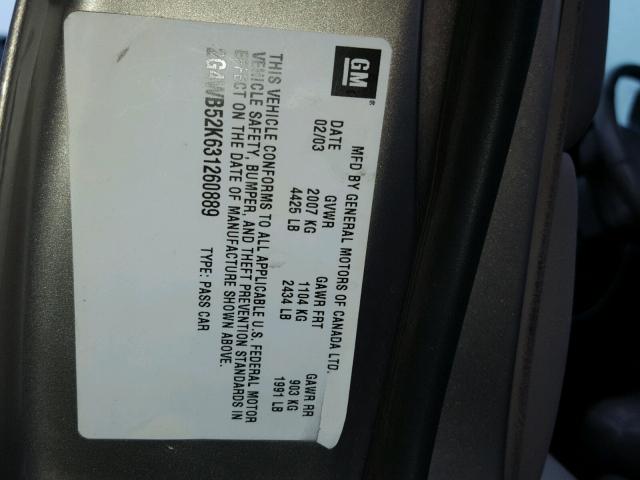 GM®
MFD BY GENERAL MOTORS OF CANADA LTD.
DATE GVWR GAWR FRT GAWR RR
02/03 2007 KG 1104 KG 903 KG
4425 LB 2434 LB 1991 LB
THIS VEHICLE CONFORMS TO ALL APPLICABLE U.S. FEDERAL MOTOR
VEHICLE SAFETY, BUMPER, AND THEFT PREVENTION STANDARDS IN
EFFECT ON THE DATE OF MANUFACTURE SHOWN ABOVE.
2G4WB52K631260889 TYPE: PASS CAR